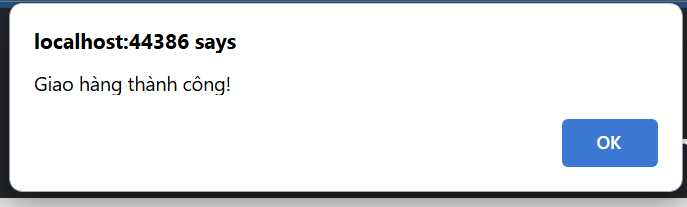 localhost:44386 says
Giao hàng thành công!
OK